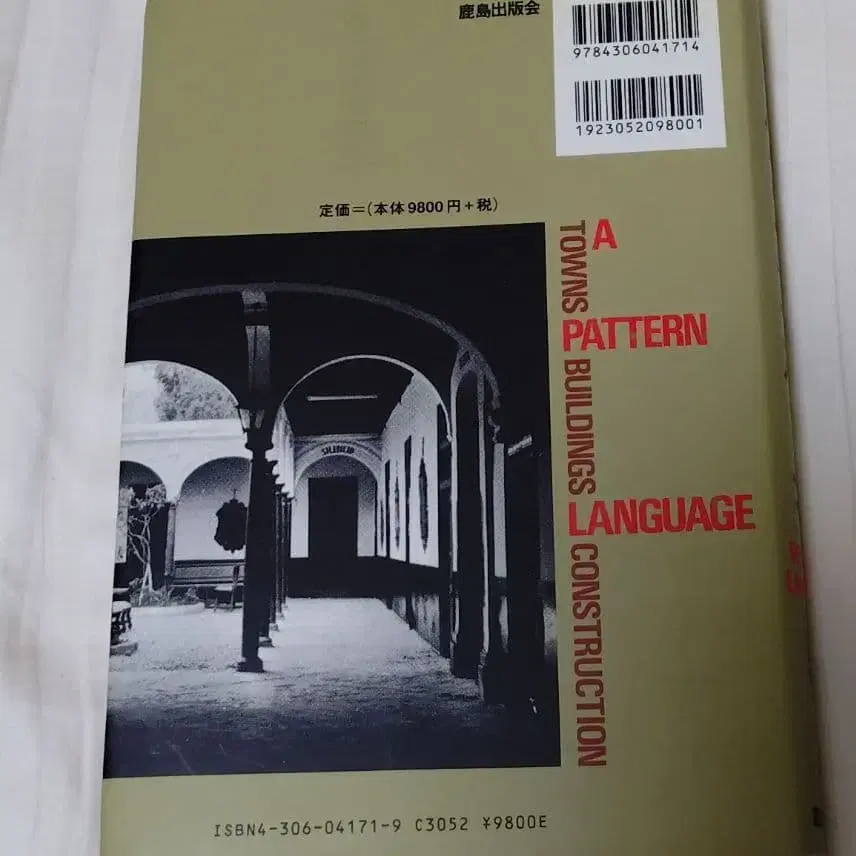 鹿島出版会
9784306041714
1923052098001
定価=(本体9800円+税)
A
PATTERN
LANGUAGE
TOWNS BUILDINGS CONSTRUCTION
SILENCIO
ISBN4-306-04171-9 C3052 ¥9800E